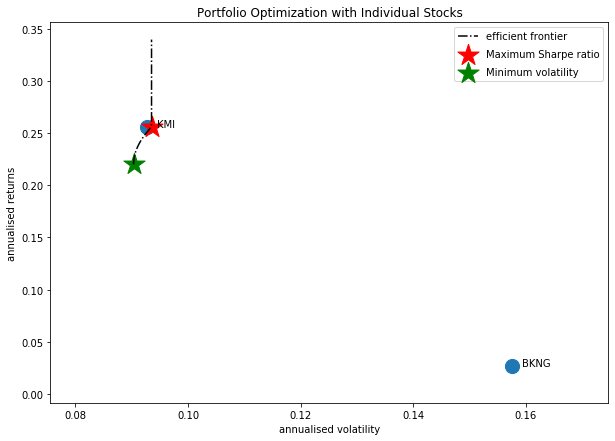 Portfolio Optimization with Individual Stocks
0.35
0.30
0.25
0.20
0.15
0.10
0.05
0.00
annualised returns
efficient frontier
Maximum Sharpe ratio
Minimum volatility
KMI
BKNG
0.08
0.10
0.12
0.14
0.16
annualised volatility